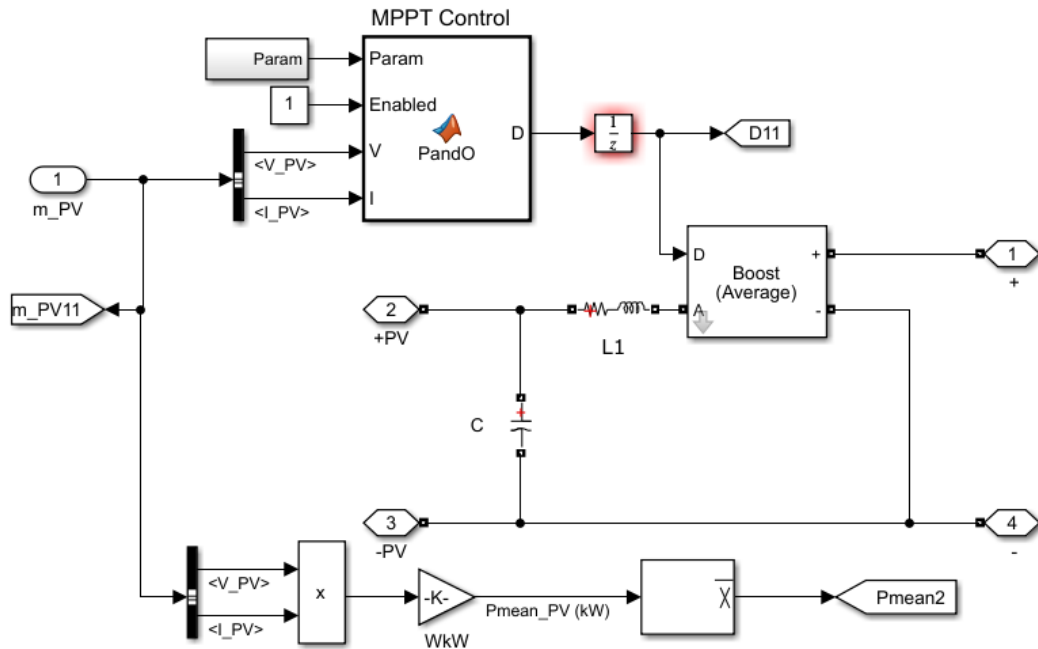 MPPT Control
Param
Param
1
Enabled
V
I
D
PandO
<V_PV>
<I_PV>
1
m_PV
1
z
D11
m_PV11
D
A
Boost
(Average)
+
-
1
+
2
+PV
L1
C
3
-PV
4
-
<V_PV>
<I_PV>
x
-K-
WkW
Pmean_PV (kW)
X
Pmean2